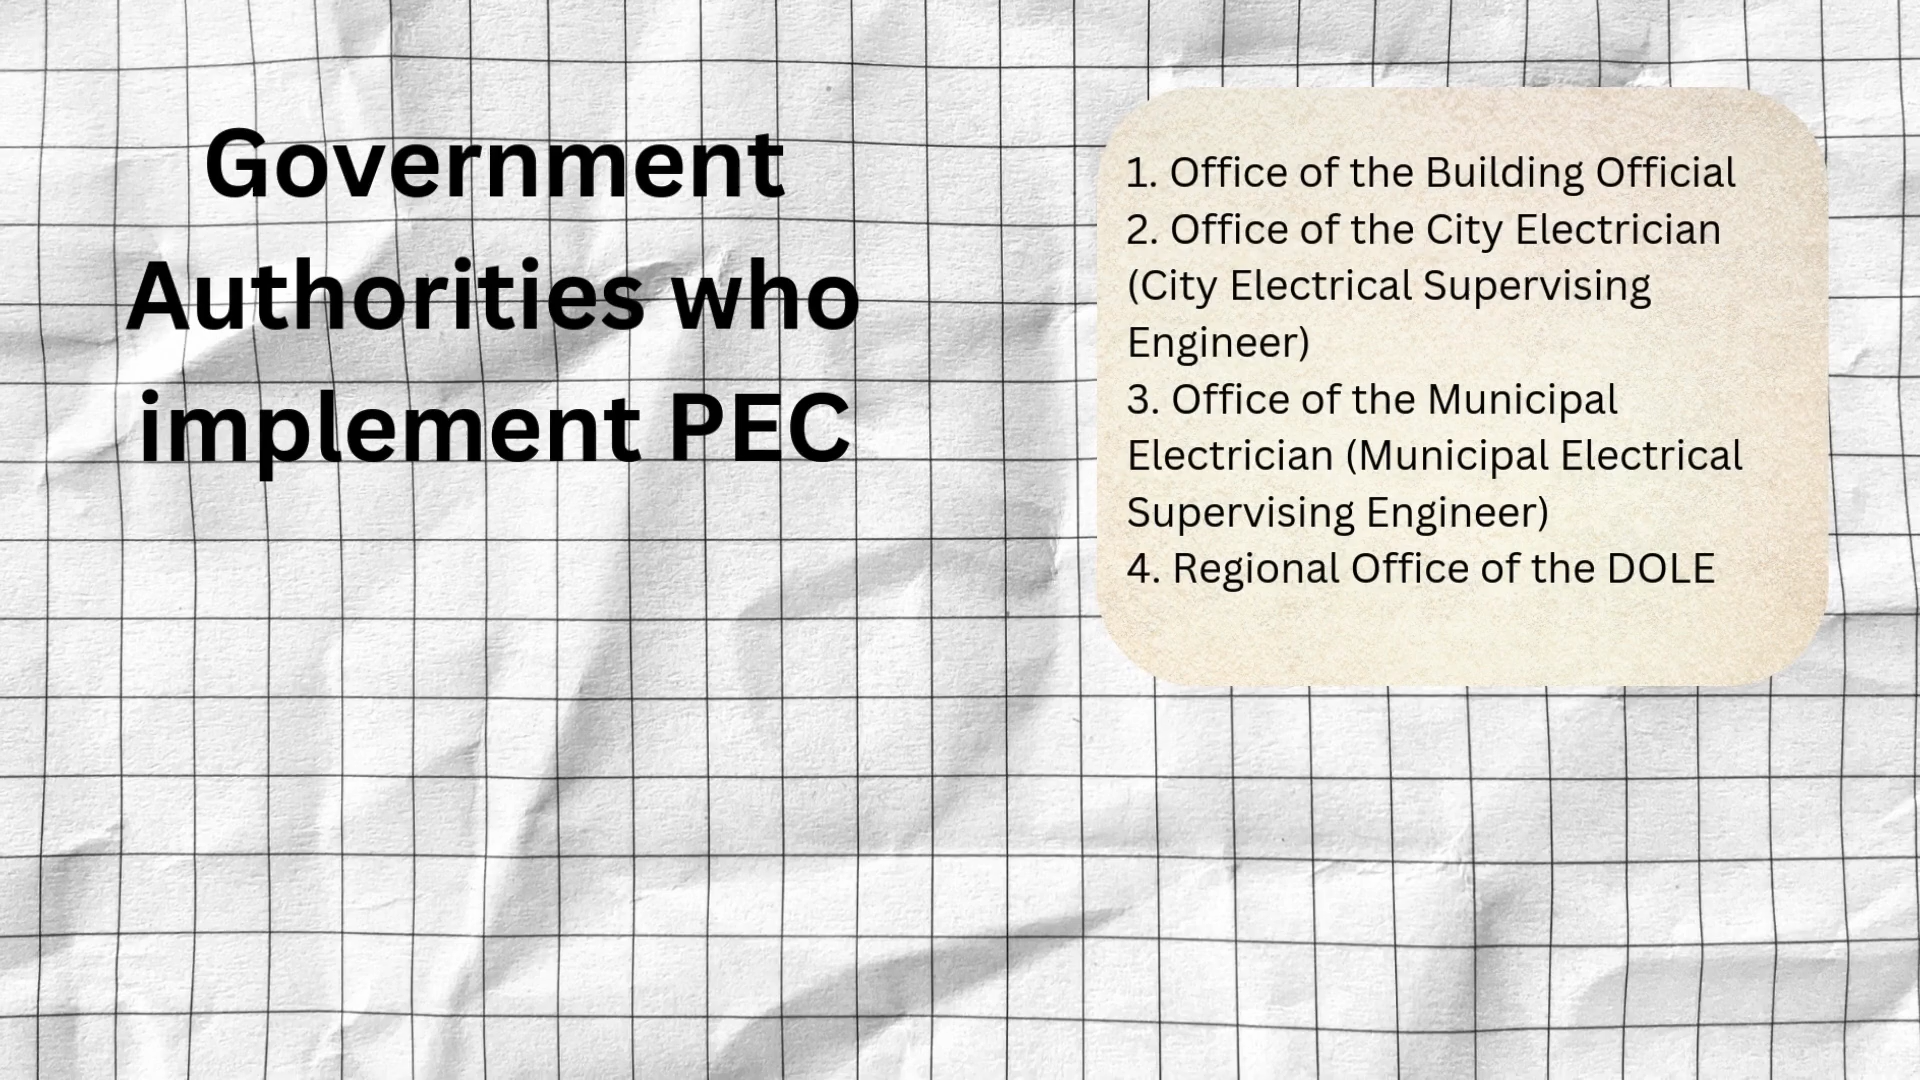 Government
Authorities who
implement PEC
1. Office of the Building Official
2. Office of the City Electrician
(City Electrical Supervising
Engineer)
3. Office of the Municipal
Electrician (Municipal Electrical
Supervising Engineer)
4. Regional Office of the DOLE